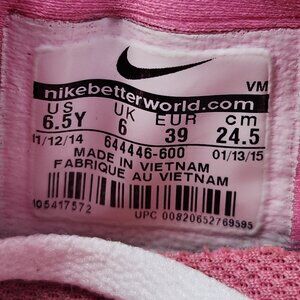 VM
nikebetterworld.com
US UK EUR cm
6.5Y 6 39 24.5
11/12/14 644446-600 01/13/15
MADE IN VIETNAM
FABRIQUE AU VIETNAM
105417572
UPC 00820652769595